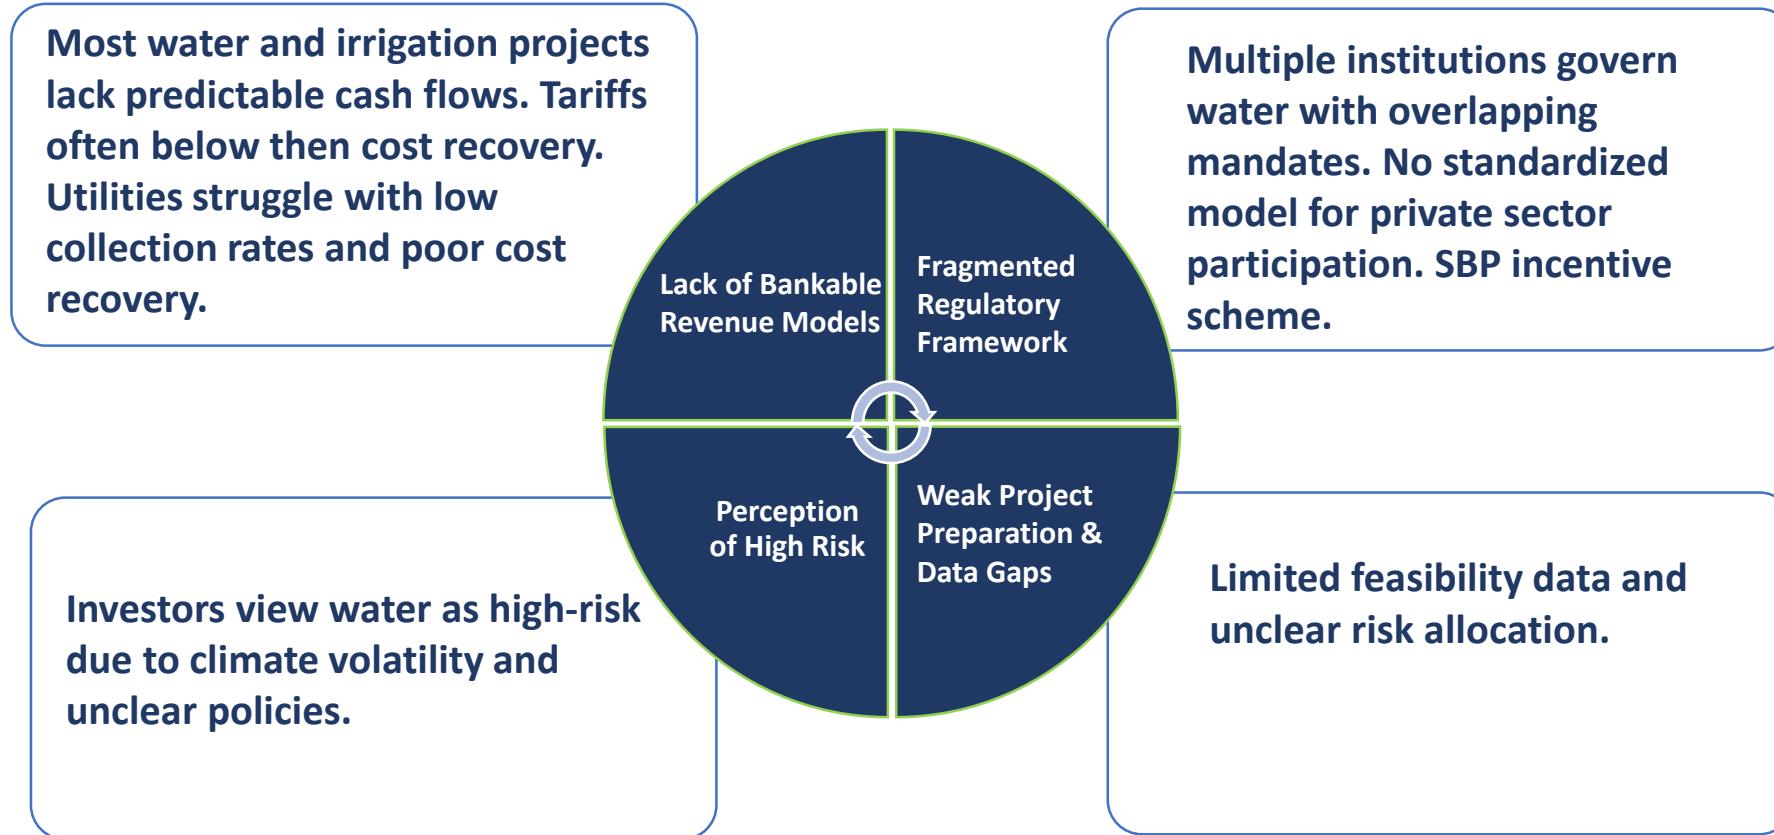 Most water and irrigation projects
lack predictable cash flows. Tariffs
often below then cost recovery.
Utilities struggle with low
collection rates and poor cost
recovery.
Multiple institutions govern
water with overlapping
mandates. No standardized
model for private sector
participation. SBP incentive
scheme.
Lack of Bankable
Revenue Models
Fragmented
Regulatory
Framework
Perception
of High Risk
Weak Project
Preparation &
Data Gaps
Investors view water as high-risk
due to climate volatility and
unclear policies.
Limited feasibility data and
unclear risk allocation.